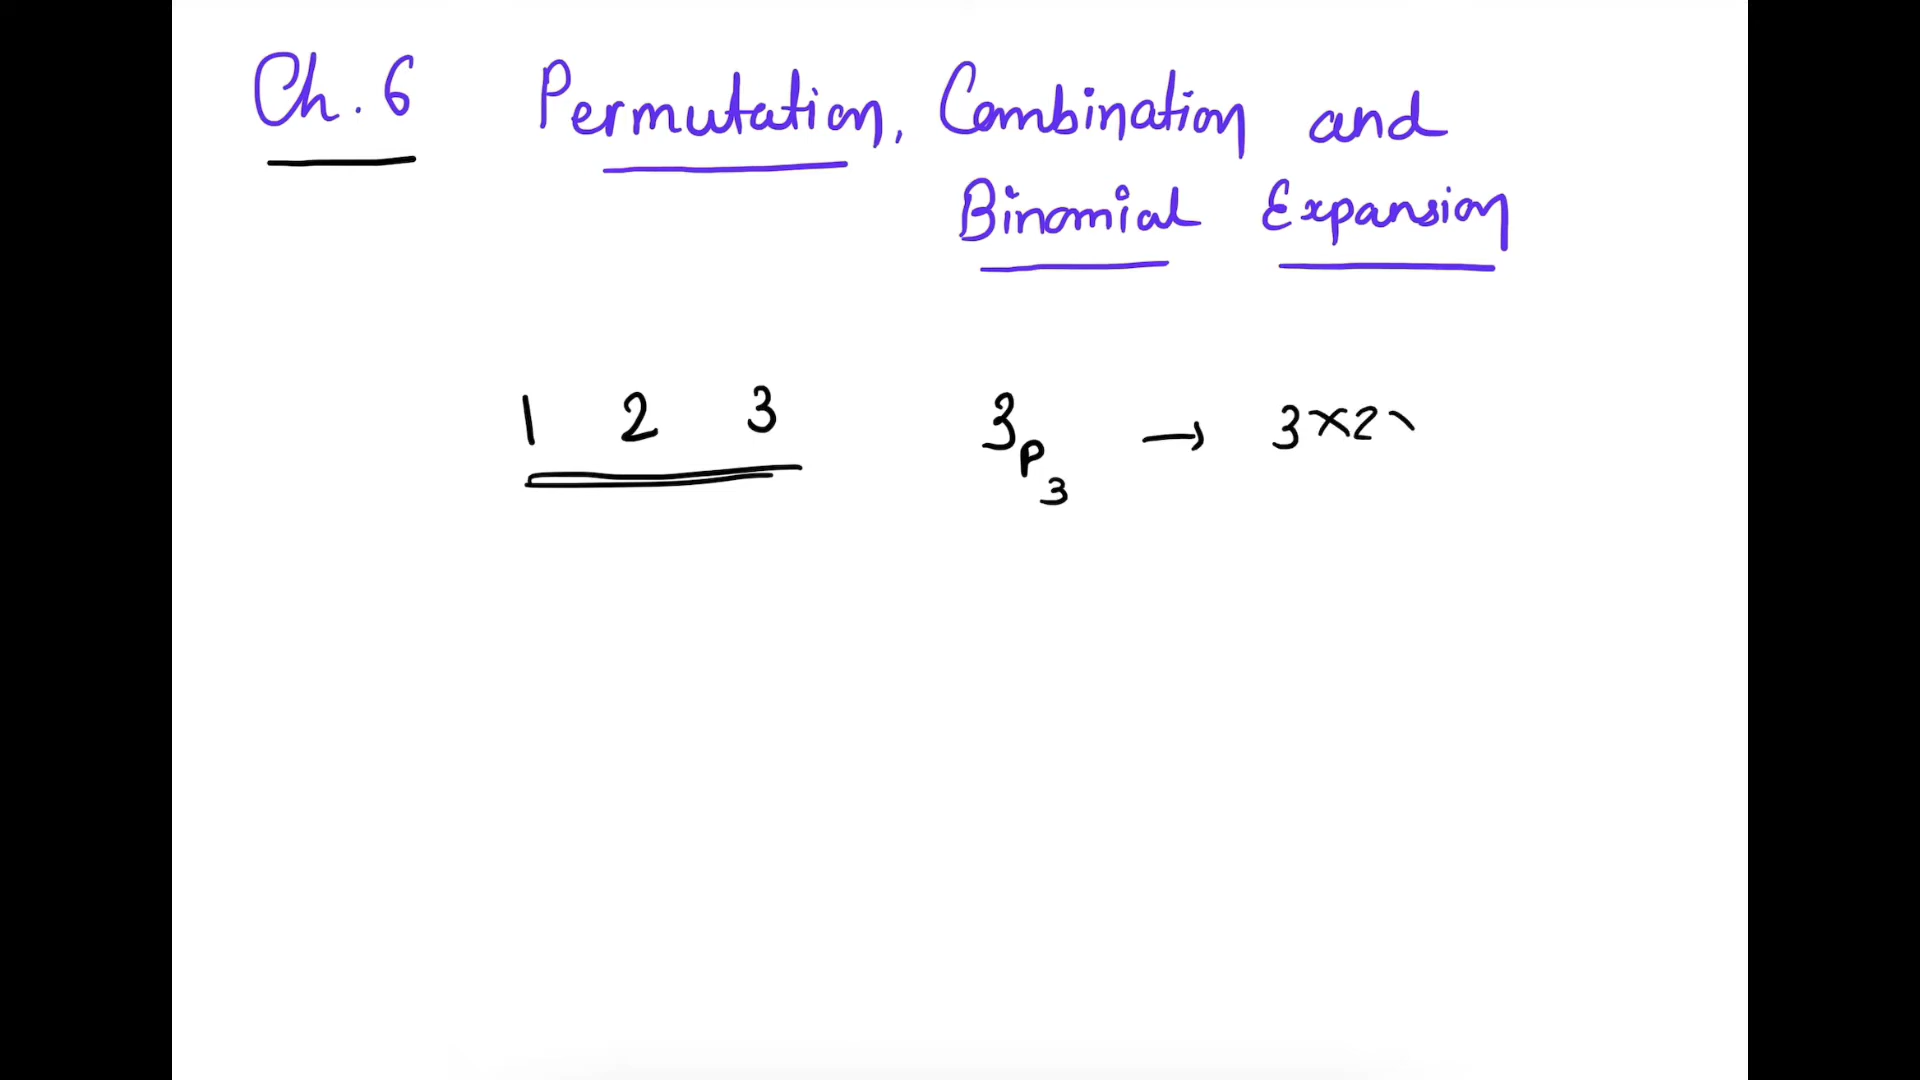 Ch. 6 Permutation, Combination and
Binomial Expansion
1 2 3 3P3 → 3×2